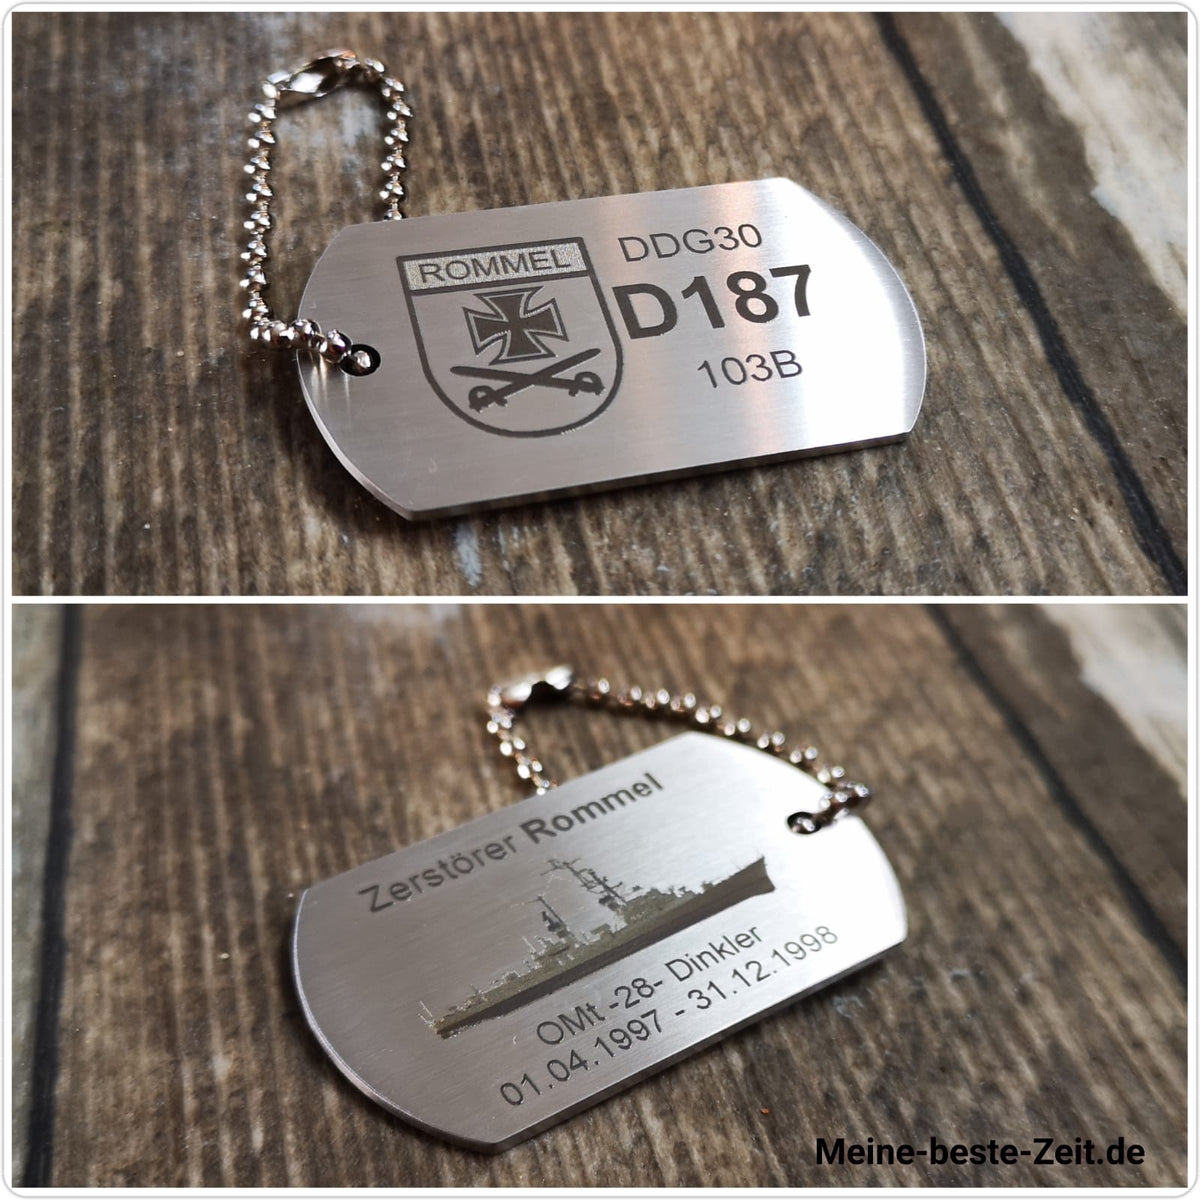 ROMMEL
DDG30
D187
103B
Zerstörer Rommel
OMt -28- Dinkler
01.04.1997 - 31.12.1998
Meine-beste-Zeit.de